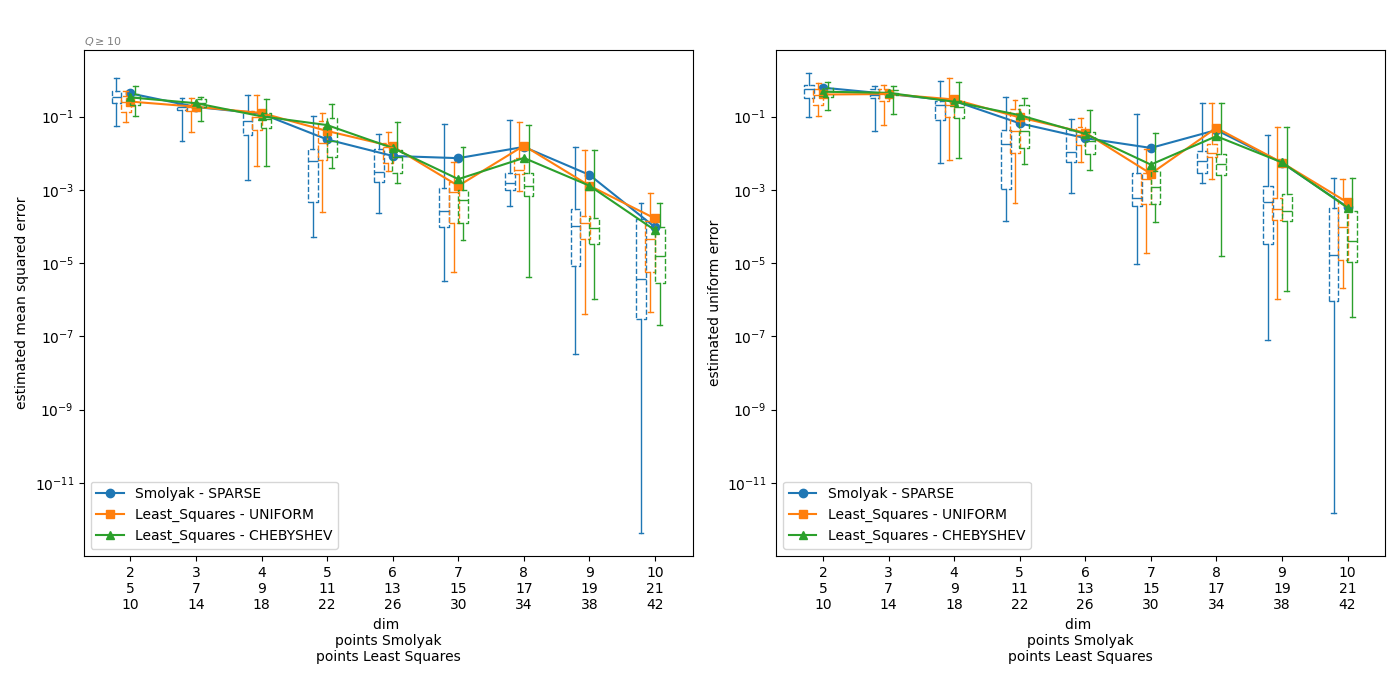 Q ≥ 10
estimated mean squared error
10⁻¹
10⁻³
10⁻⁵
10⁻⁷
10⁻⁹
10⁻¹¹
Smolyak - SPARSE
Least_Squares - UNIFORM
Least_Squares - CHEBYSHEV
2 3 4 5 6 7 8 9 10
5 7 9 11 13 15 17 19 21
10 14 18 22 26 30 34 38 42
dim
points Smolyak
points Least Squares
estimated uniform error
10⁻¹
10⁻³
10⁻⁵
10⁻⁷
10⁻⁹
10⁻¹¹
Smolyak - SPARSE
Least_Squares - UNIFORM
Least_Squares - CHEBYSHEV
2 3 4 5 6 7 8 9 10
5 7 9 11 13 15 17 19 21
10 14 18 22 26 30 34 38 42
dim
points Smolyak
points Least Squares